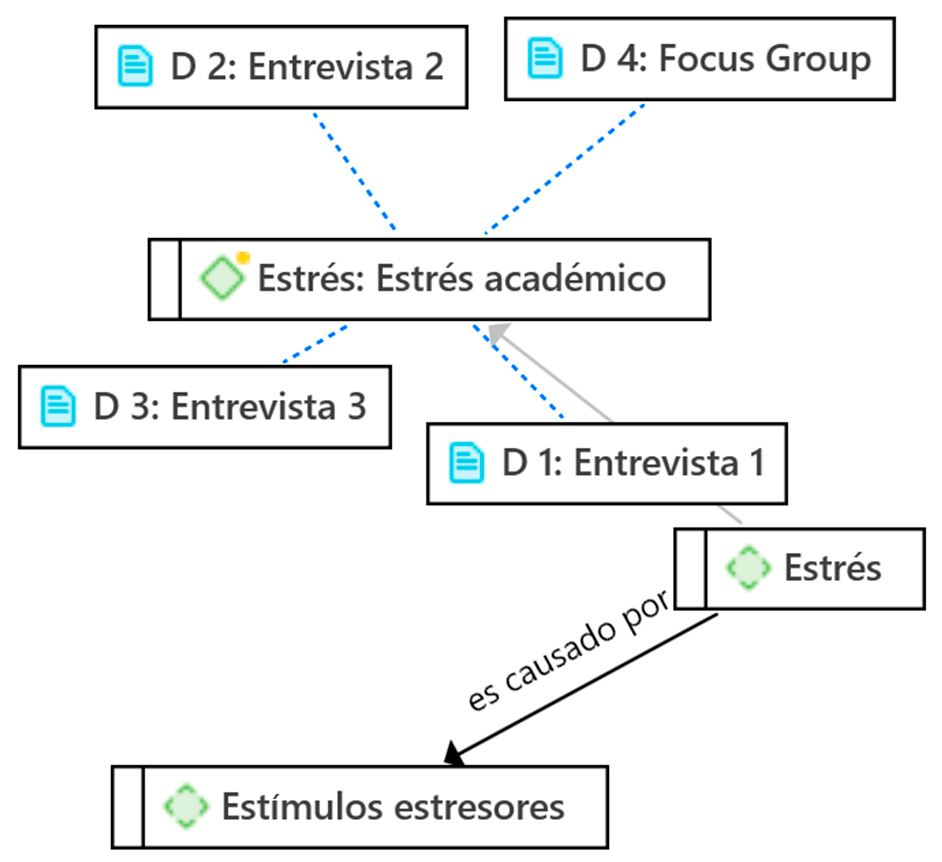 D 2: Entrevista 2
D 4: Focus Group
Estrés: Estrés académico
D 3: Entrevista 3
D 1: Entrevista 1
Estrés
es causado por
Estímulos estresores